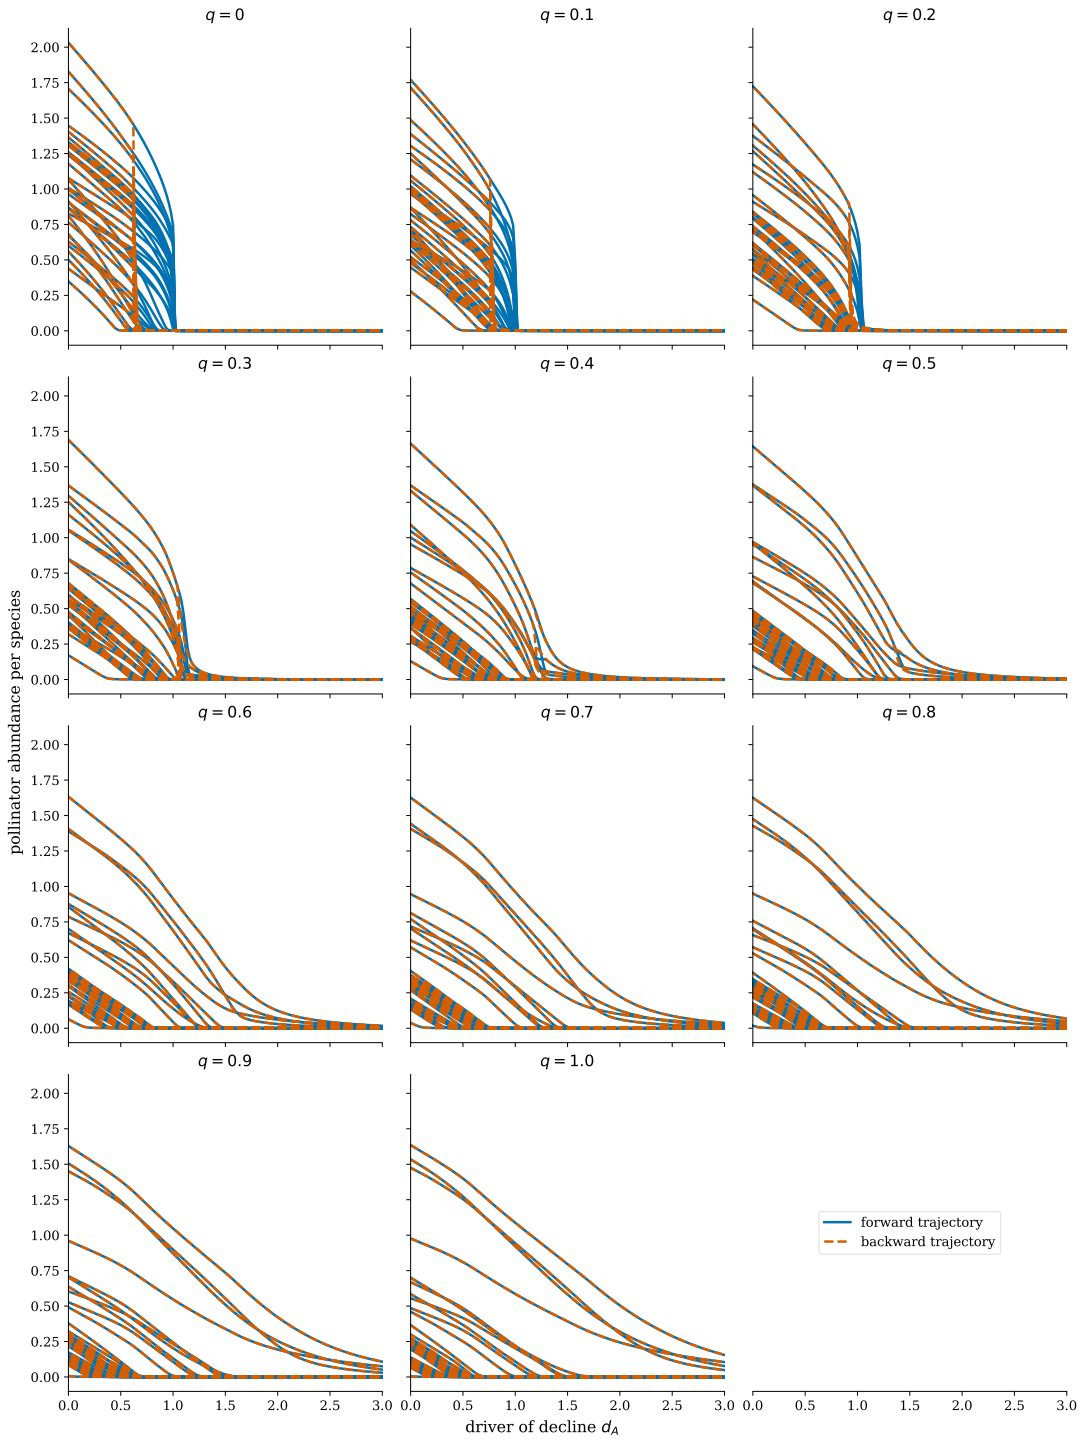 q = 0
q = 0.1
q = 0.2
2.00
1.75
1.50
1.25
1.00
0.75
0.50
0.25
0.00
q = 0.3
q = 0.4
q = 0.5
2.00
1.75
1.50
1.25
1.00
0.75
0.50
0.25
0.00
q = 0.6
q = 0.7
q = 0.8
2.00
1.75
1.50
1.25
1.00
0.75
0.50
0.25
0.00
q = 0.9
q = 1.0
2.00
1.75
1.50
1.25
1.00
0.75
0.50
0.25
0.00
pollinator abundance per species
forward trajectory
backward trajectory
0.0 0.5 1.0 1.5 2.0 2.5 3.0
0.0 0.5 1.0 1.5 2.0 2.5 3.0
0.0 0.5 1.0 1.5 2.0 2.5 3.0
driver of decline d_A